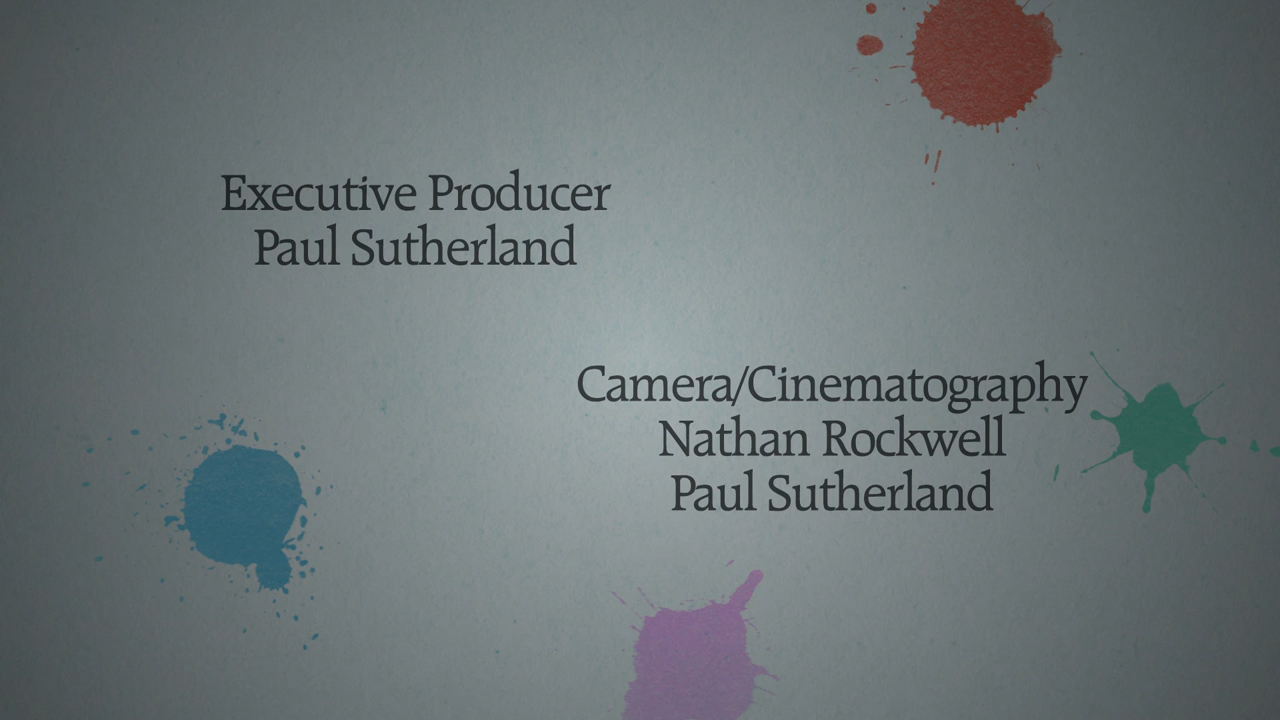 Executive Producer
Paul Sutherland
Camera/Cinematography
Nathan Rockwell
Paul Sutherland